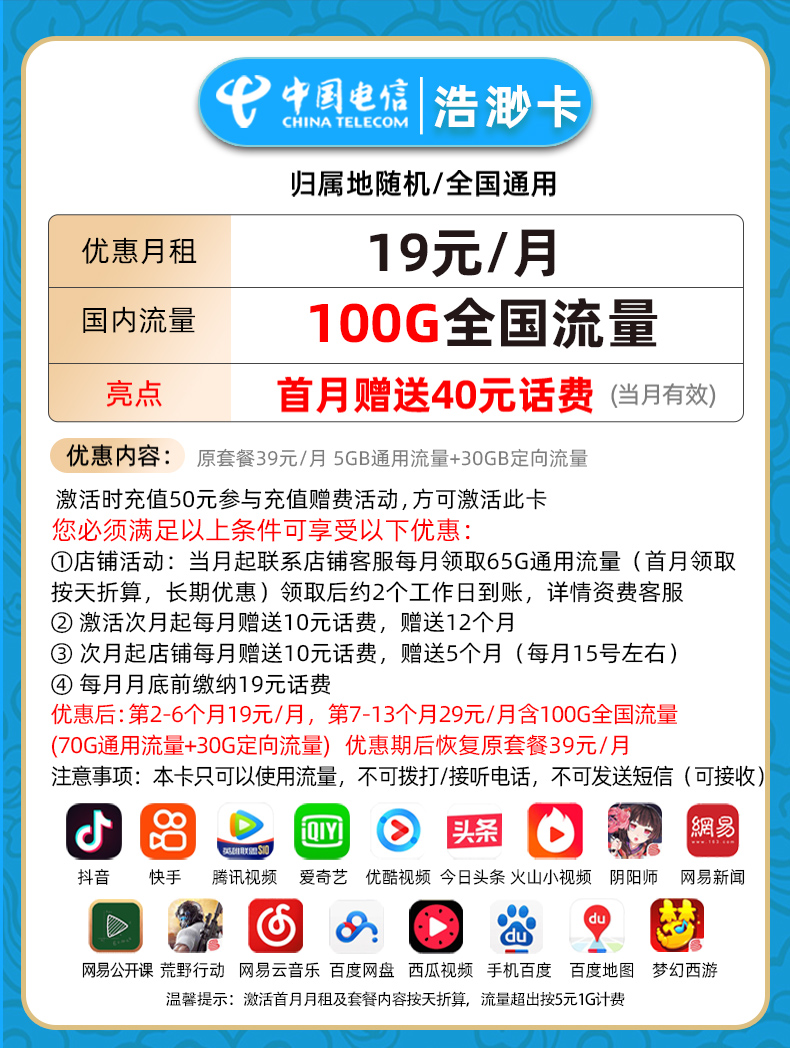 中国电信 CHINA TELECOM 浩渺卡
归属地随机/全国通用
优惠月租 19元/月
国内流量 100G全国流量
亮点 首月赠送40元话费 (当月有效)
优惠内容： 原套餐39元/月 5GB通用流量+30GB定向流量
激活时充值50元参与充值赠费活动,方可激活此卡
您必须满足以上条件可享受以下优惠：
①店铺活动：当月起联系店铺客服每月领取65G通用流量（首月领取
按天折算，长期优惠）领取后约2个工作日到账，详情资费客服
② 激活次月起每月赠送10元话费，赠送12个月
③ 次月起店铺每月赠送10元话费，赠送5个月（每月15号左右）
④ 每月月底前缴纳19元话费
优惠后:第2-6个月19元/月，第7-13个月29元/月含100G全国流量
(70G通用流量+30G定向流量) 优惠期后恢复原套餐39元/月
注意事项：本卡只可以使用流量，不可拨打/接听电话，不可发送短信（可接收）
iQIYI 头条 網易 www.163.com
抖音 快手 腾讯视频 爱奇艺 优酷视频 今日头条 火山小视频 阴阳师 网易新闻
du du 梦
网易公开课 荒野行动 网易云音乐 百度网盘 西瓜视频 手机百度 百度地图 梦幻西游
温馨提示：激活首月月租及套餐内容按天折算，流量超出按5元1G计费